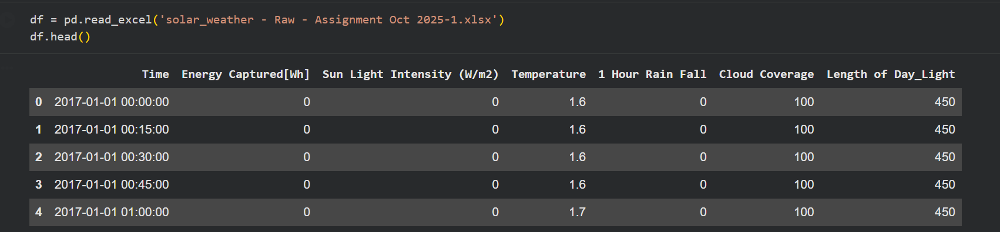 df = pd.read_excel('solar_weather - Raw - Assignment Oct 2025-1.xlsx')
df.head()
Time Energy Captured[Wh] Sun Light Intensity (W/m2) Temperature 1 Hour Rain Fall Cloud Coverage Length of Day_Light
0 2017-01-01 00:00:00 0 0 1.6 0 100 450
1 2017-01-01 00:15:00 0 0 1.6 0 100 450
2 2017-01-01 00:30:00 0 0 1.6 0 100 450
3 2017-01-01 00:45:00 0 0 1.6 0 100 450
4 2017-01-01 01:00:00 0 0 1.7 0 100 450